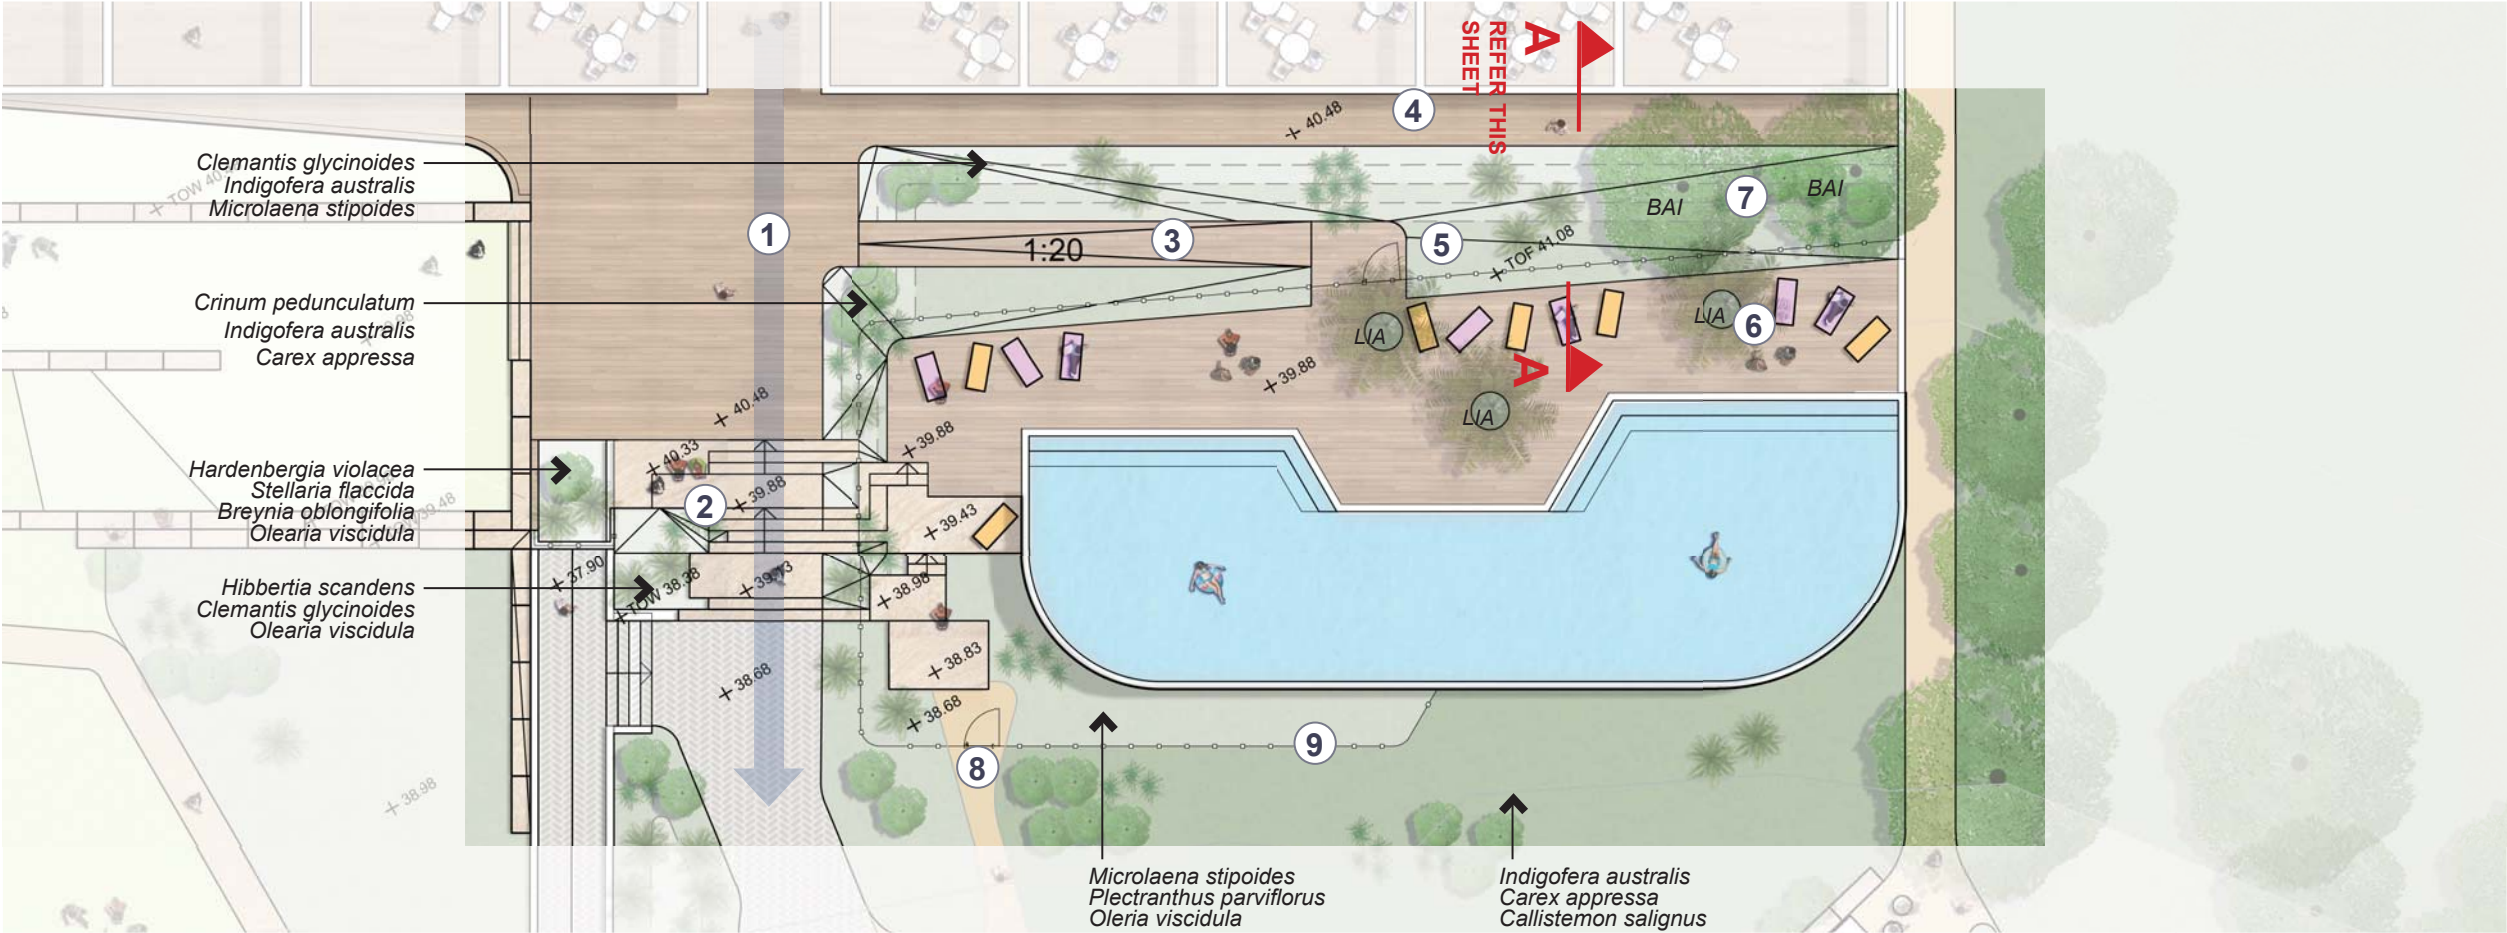 REFER THIS
SHEET
A
4
+ 40.48
Clemantis glycinoides
Indigofera australis
Microlaena stipoides
BAI
7
BAI
1
3
1:20
5
+ TOF 41.08
Crinum pedunculatum
Indigofera australis
Carex appressa
LIA
LIA
6
A
+ 39.88
LIA
+ 40.48
+ 39.88
+ 40.33
Hardenbergia violacea
Stellaria flaccida
Breynia oblongifolia
Olearia viscidula
2
+ 39.88
+ 39.43
+ 39.48
+ 37.90
Hibbertia scandens
Clemantis glycinoides
Olearia viscidula
+ TOW 38.38
+ 38.98
+ 38.83
+ 38.68
+ 38.68
9
8
+ 38.98
Microlaena stipoides
Plectranthus parviflorus
Oleria viscidula
Indigofera australis
Carex appressa
Callistemon salignus